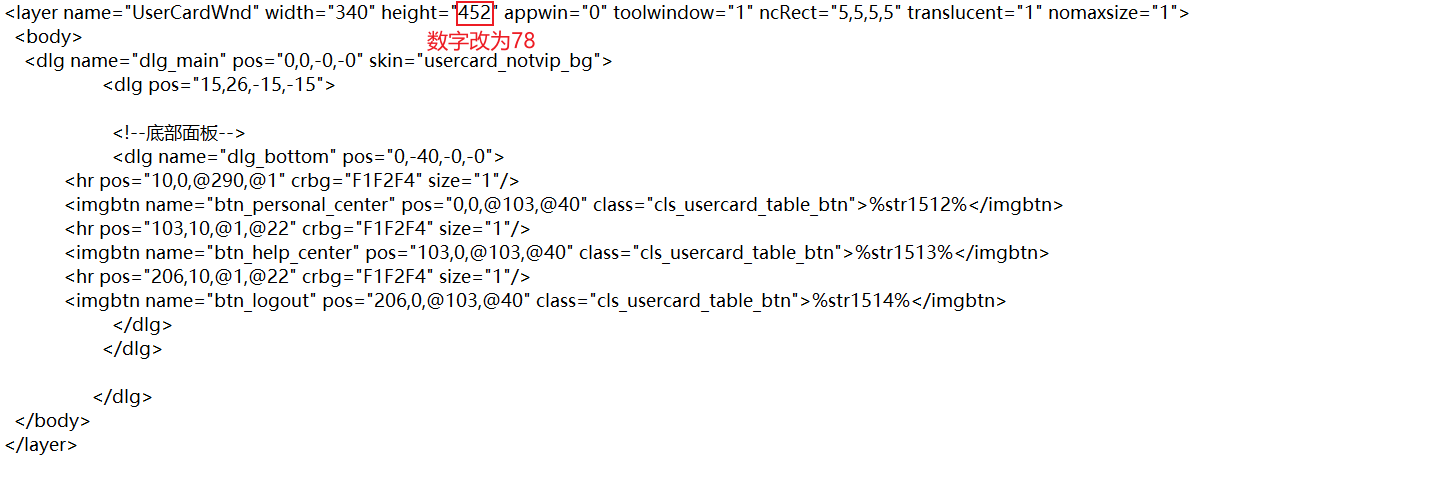 <layer name="UserCardWnd" width="340" height="452" appwin="0" toolwindow="1" ncRect="5,5,5,5" translucent="1" nomaxsize="1">
数字改为78
<body>
<dlg name="dlg_main" pos="0,0,-0,-0" skin="usercard_notvip_bg">
<dlg pos="15,26,-15,-15">
<!--底部面板-->
<dlg name="dlg_bottom" pos="0,-40,-0,-0">
<hr pos="10,0,@290,@1" crbg="F1F2F4" size="1"/>
<imgbtn name="btn_personal_center" pos="0,0,@103,@40" class="cls_usercard_table_btn">%str1512%</imgbtn>
<hr pos="103,10,@1,@22" crbg="F1F2F4" size="1"/>
<imgbtn name="btn_help_center" pos="103,0,@103,@40" class="cls_usercard_table_btn">%str1513%</imgbtn>
<hr pos="206,10,@1,@22" crbg="F1F2F4" size="1"/>
<imgbtn name="btn_logout" pos="206,0,@103,@40" class="cls_usercard_table_btn">%str1514%</imgbtn>
</dlg>
</dlg>
</dlg>
</body>
</layer>